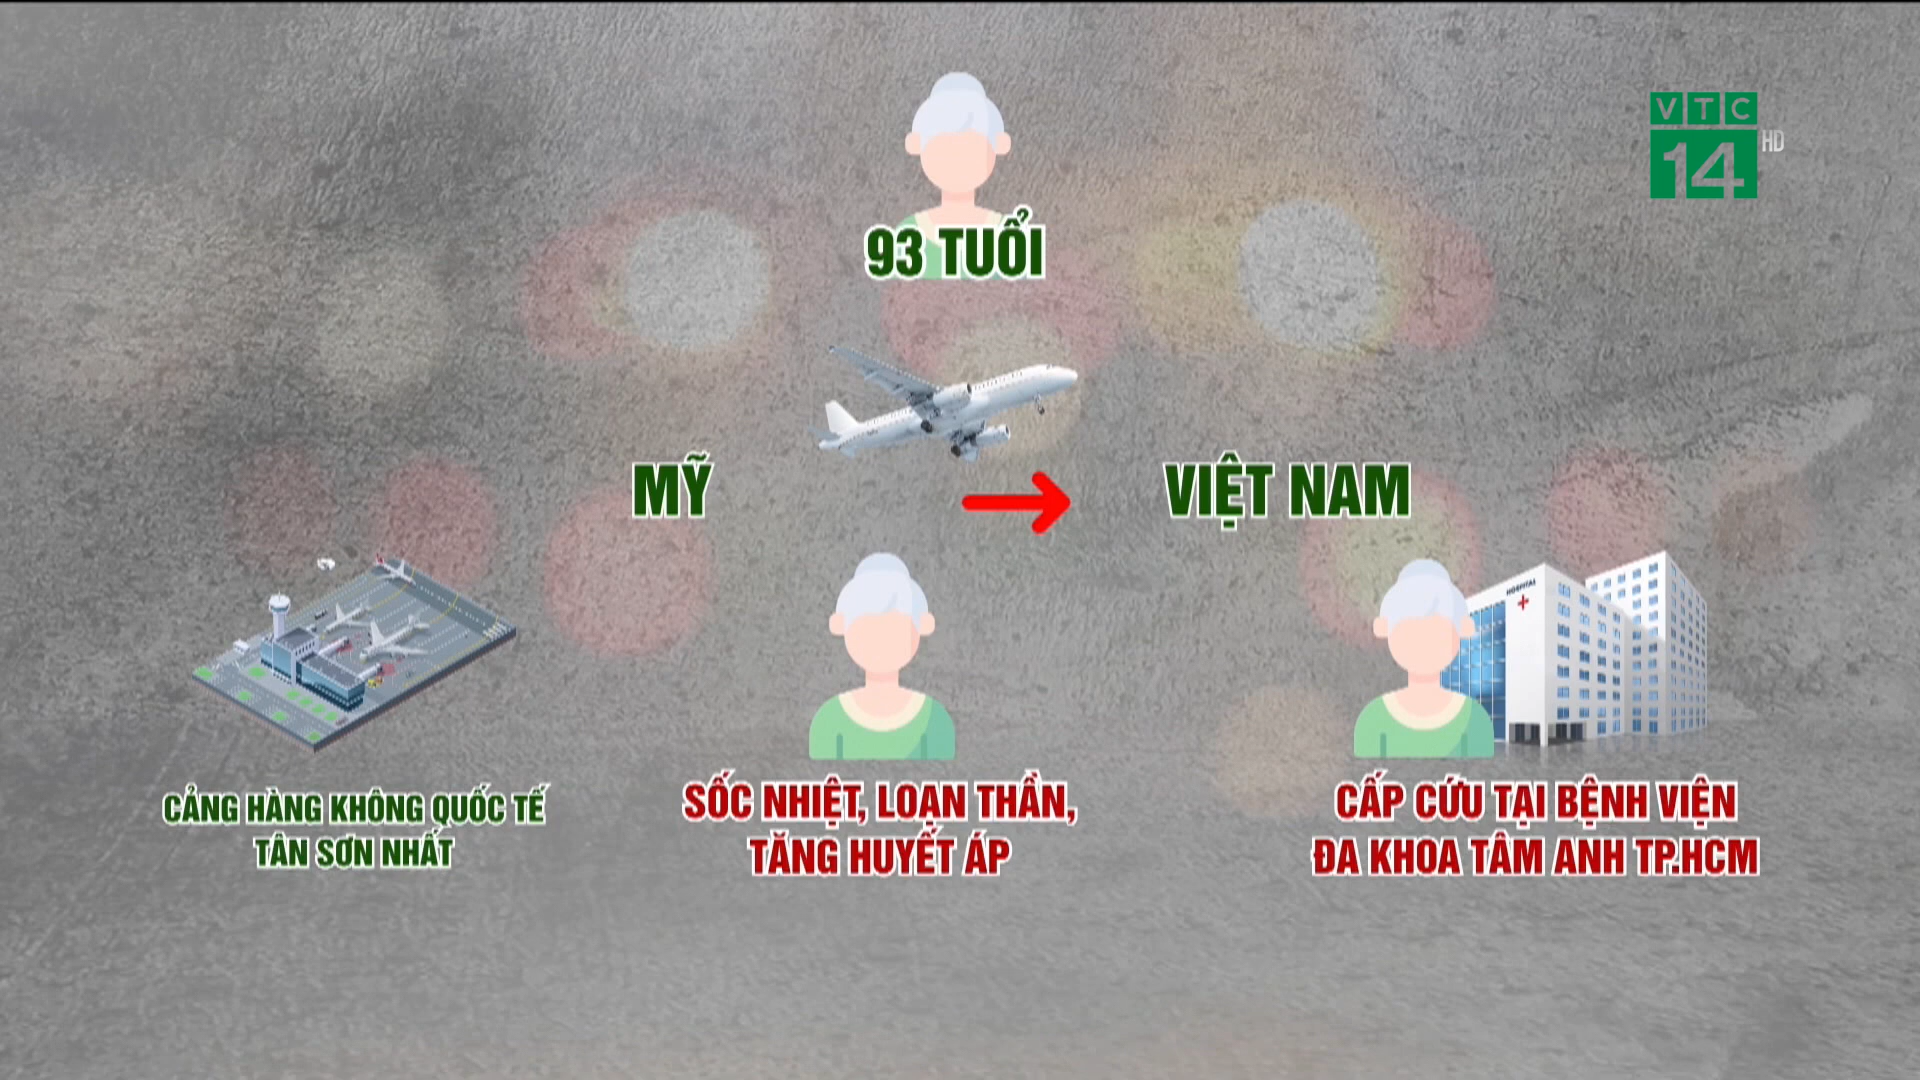 VTC
14 HD
93 TUỔI
MỸ
VIỆT NAM
HOSPITAL
CẢNG HÀNG KHÔNG QUỐC TẾ
TÂN SƠN NHẤT
SỐC NHIỆT, LOẠN THẦN,
TĂNG HUYẾT ÁP
CẤP CỨU TẠI BỆNH VIỆN
ĐA KHOA TÂM ANH TP.HCM